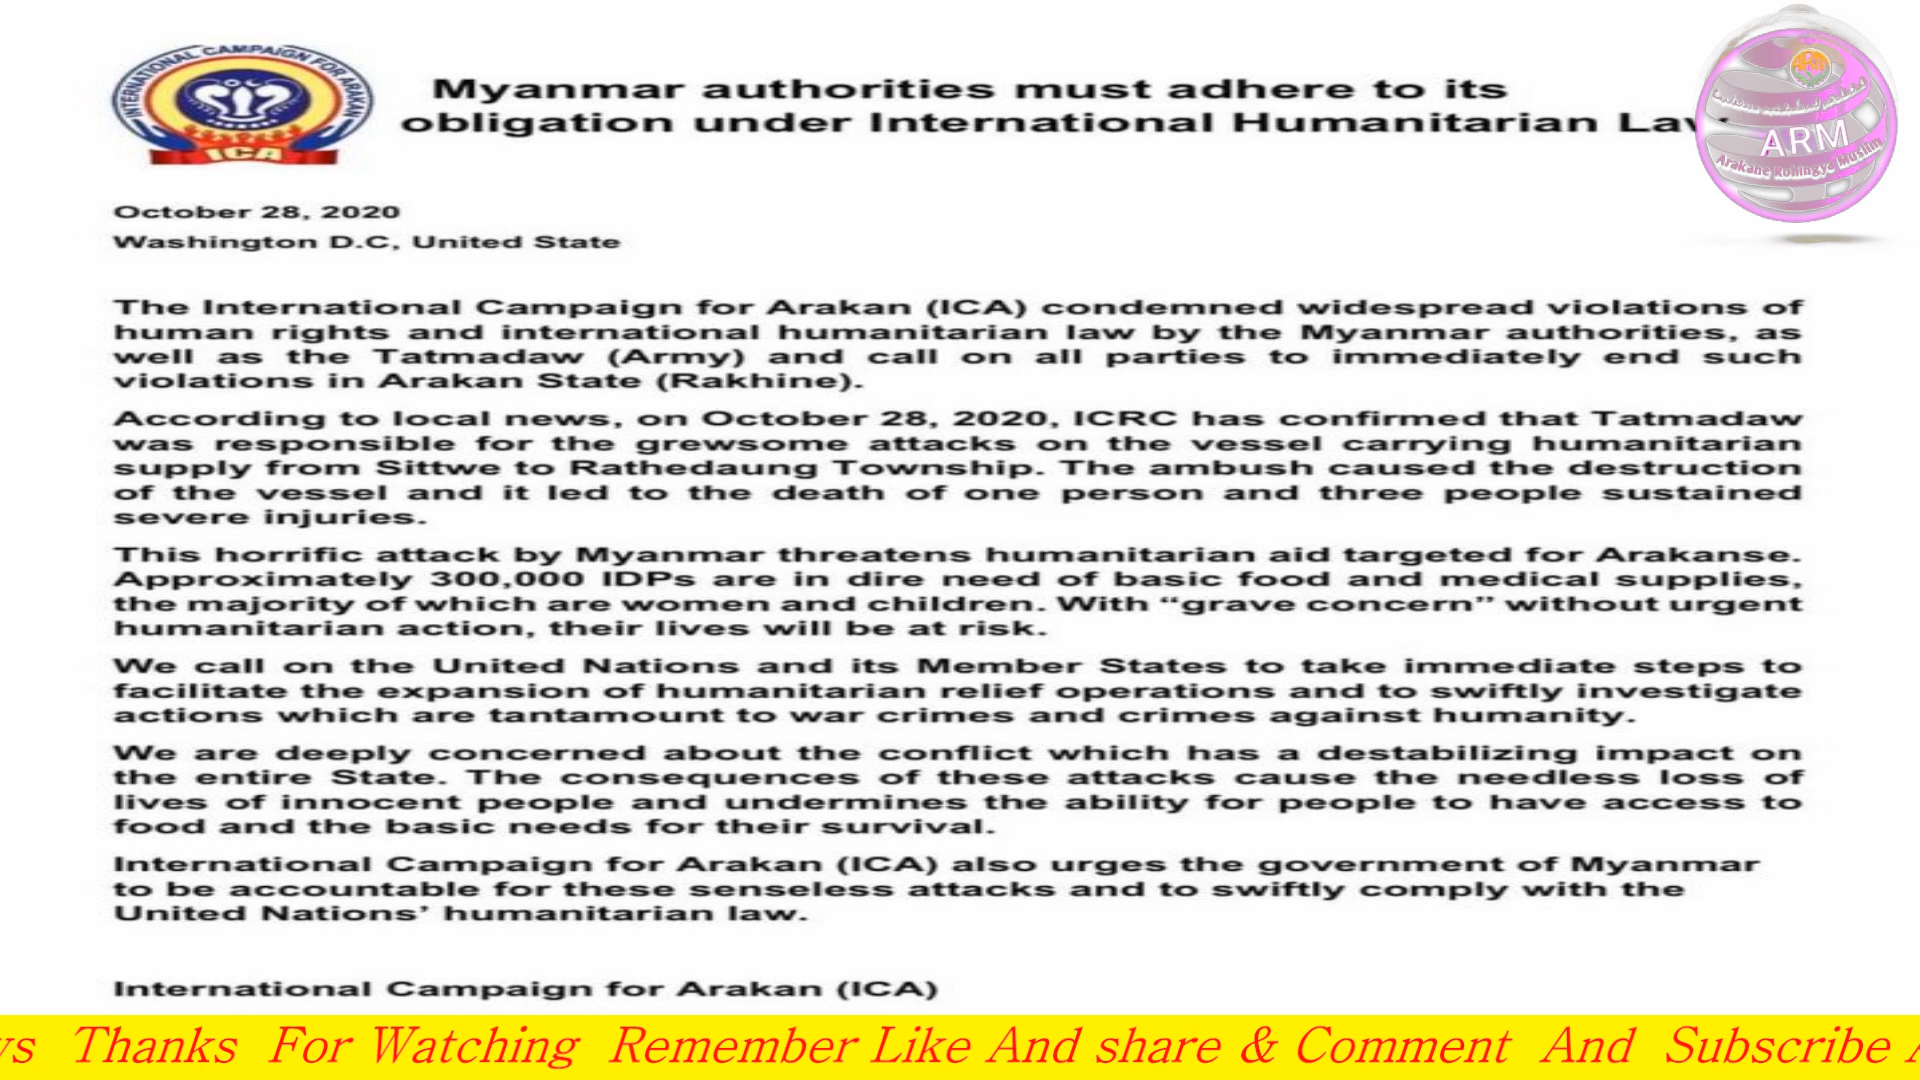 INTERNATIONAL CAMPAIGN FOR ARAKAN
ICA
Myanmar authorities must adhere to its
obligation under International Humanitarian Law
ARM
Arakane Rohingya Muslim
October 28, 2020
Washington D.C, United State
The International Campaign for Arakan (ICA) condemned widespread violations of
human rights and international humanitarian law by the Myanmar authorities, as
well as the Tatmadaw (Army) and call on all parties to immediately end such
violations in Arakan State (Rakhine).
According to local news, on October 28, 2020, ICRC has confirmed that Tatmadaw
was responsible for the grewsome attacks on the vessel carrying humanitarian
supply from Sittwe to Rathedaung Township. The ambush caused the destruction
of the vessel and it led to the death of one person and three people sustained
severe injuries.
This horrific attack by Myanmar threatens humanitarian aid targeted for Arakanse.
Approximately 300,000 IDPs are in dire need of basic food and medical supplies,
the majority of which are women and children. With “grave concern” without urgent
humanitarian action, their lives will be at risk.
We call on the United Nations and its Member States to take immediate steps to
facilitate the expansion of humanitarian relief operations and to swiftly investigate
actions which are tantamount to war crimes and crimes against humanity.
We are deeply concerned about the conflict which has a destabilizing impact on
the entire State. The consequences of these attacks cause the needless loss of
lives of innocent people and undermines the ability for people to have access to
food and the basic needs for their survival.
International Campaign for Arakan (ICA) also urges the government of Myanmar
to be accountable for these senseless attacks and to swiftly comply with the
United Nations’ humanitarian law.
International Campaign for Arakan (ICA)
Thanks For Watching Remember Like And share & Comment And Subscribe